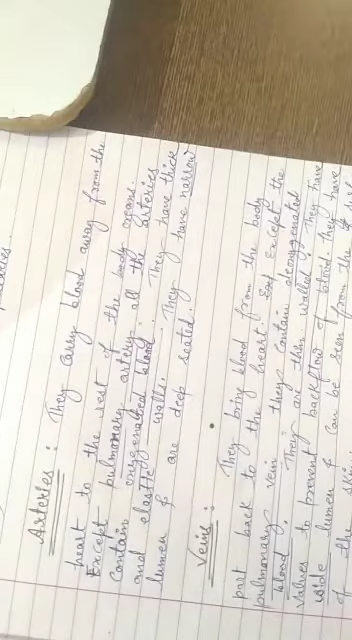 Arteries : They carry blood away from the
heart to the rest of the body organs.
Except pulmonary artery all the arteries
contain oxygenated blood. They have thick
and elastic walls. They have narrow
lumen & are deep seated.
Veins : They bring blood from the body
part back to the heart. Except the
pulmonary vein they contain deoxygenated
blood. They are thin walled. They have
valves to prevent backflow of blood. they have
wide lumen & can be seen from the
of the skin